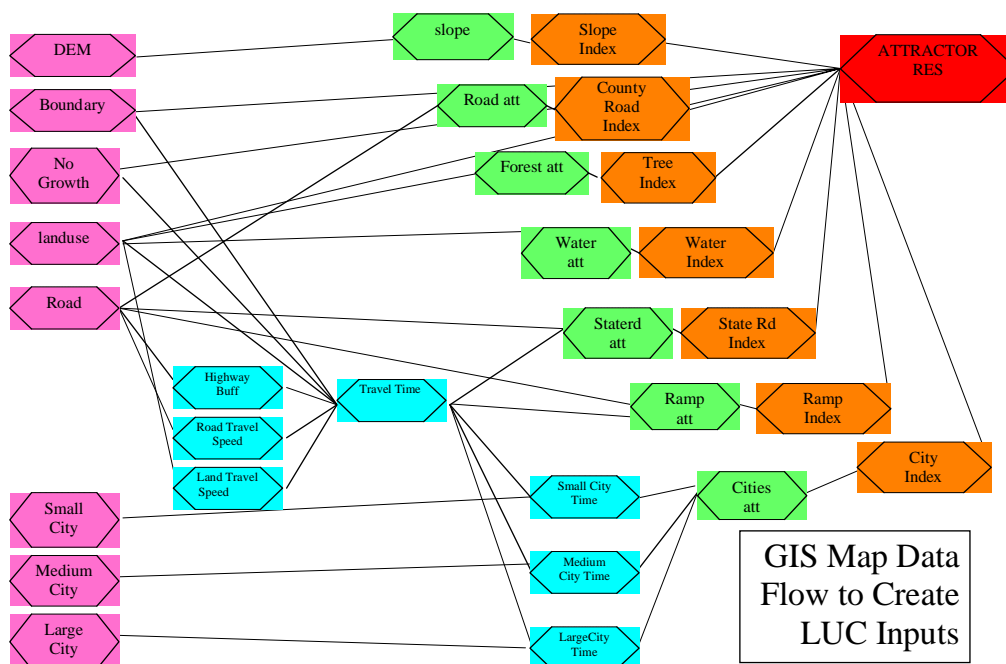 DEM
Boundary
No
Growth
landuse
Road
Small
City
Medium
City
Large
City
Highway
Buff
Road Travel
Speed
Land Travel
Speed
Travel Time
slope
Road att
Forest att
Water
att
Staterd
att
Ramp
att
Small City
Time
Medium
City Time
LargeCity
Time
Cities
att
Slope
Index
County
Road
Index
Tree
Index
Water
Index
State Rd
Index
Ramp
Index
City
Index
ATTRACTOR
RES
GIS Map Data
Flow to Create
LUC Inputs